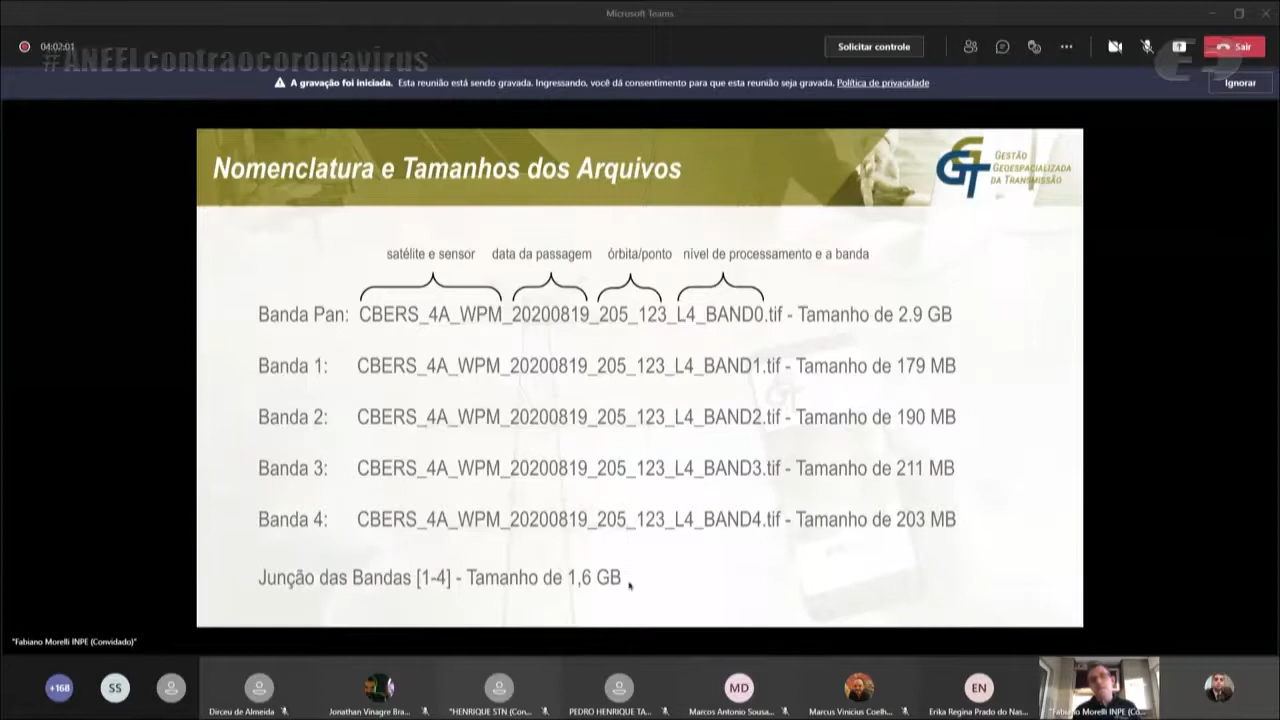 Microsoft Teams
04:02:01
#ANEELcontraocoronavirus
Solicitar controle
Sair
A gravação foi iniciada. Esta reunião está sendo gravada. Ingressando, você dá consentimento para que esta reunião seja gravada. Política de privacidade
Ignorar
Nomenclatura e Tamanhos dos Arquivos
GESTÃO
GEOESPACIALIZADA
DA TRANSMISSÃO
satélite e sensor data da passagem órbita/ponto nível de processamento e a banda
Banda Pan: CBERS_4A_WPM_20200819_205_123_L4_BAND0.tif - Tamanho de 2.9 GB
Banda 1: CBERS_4A_WPM_20200819_205_123_L4_BAND1.tif - Tamanho de 179 MB
Banda 2: CBERS_4A_WPM_20200819_205_123_L4_BAND2.tif - Tamanho de 190 MB
Banda 3: CBERS_4A_WPM_20200819_205_123_L4_BAND3.tif - Tamanho de 211 MB
Banda 4: CBERS_4A_WPM_20200819_205_123_L4_BAND4.tif - Tamanho de 203 MB
Junção das Bandas [1-4] - Tamanho de 1,6 GB
"Fabiano Morelli INPE (Convidado)"
+168 SS MD EN
Dirceu de Almeida Jonathan Vinagre Bra... "HENRIQUE STN (Con... PEDRO HENRIQUE TA... Marcos Antonio Sousa... Marcus Vinicius Coelh... Erika Regina Prado do Nas... "Fabiano Morelli INPE (Co...